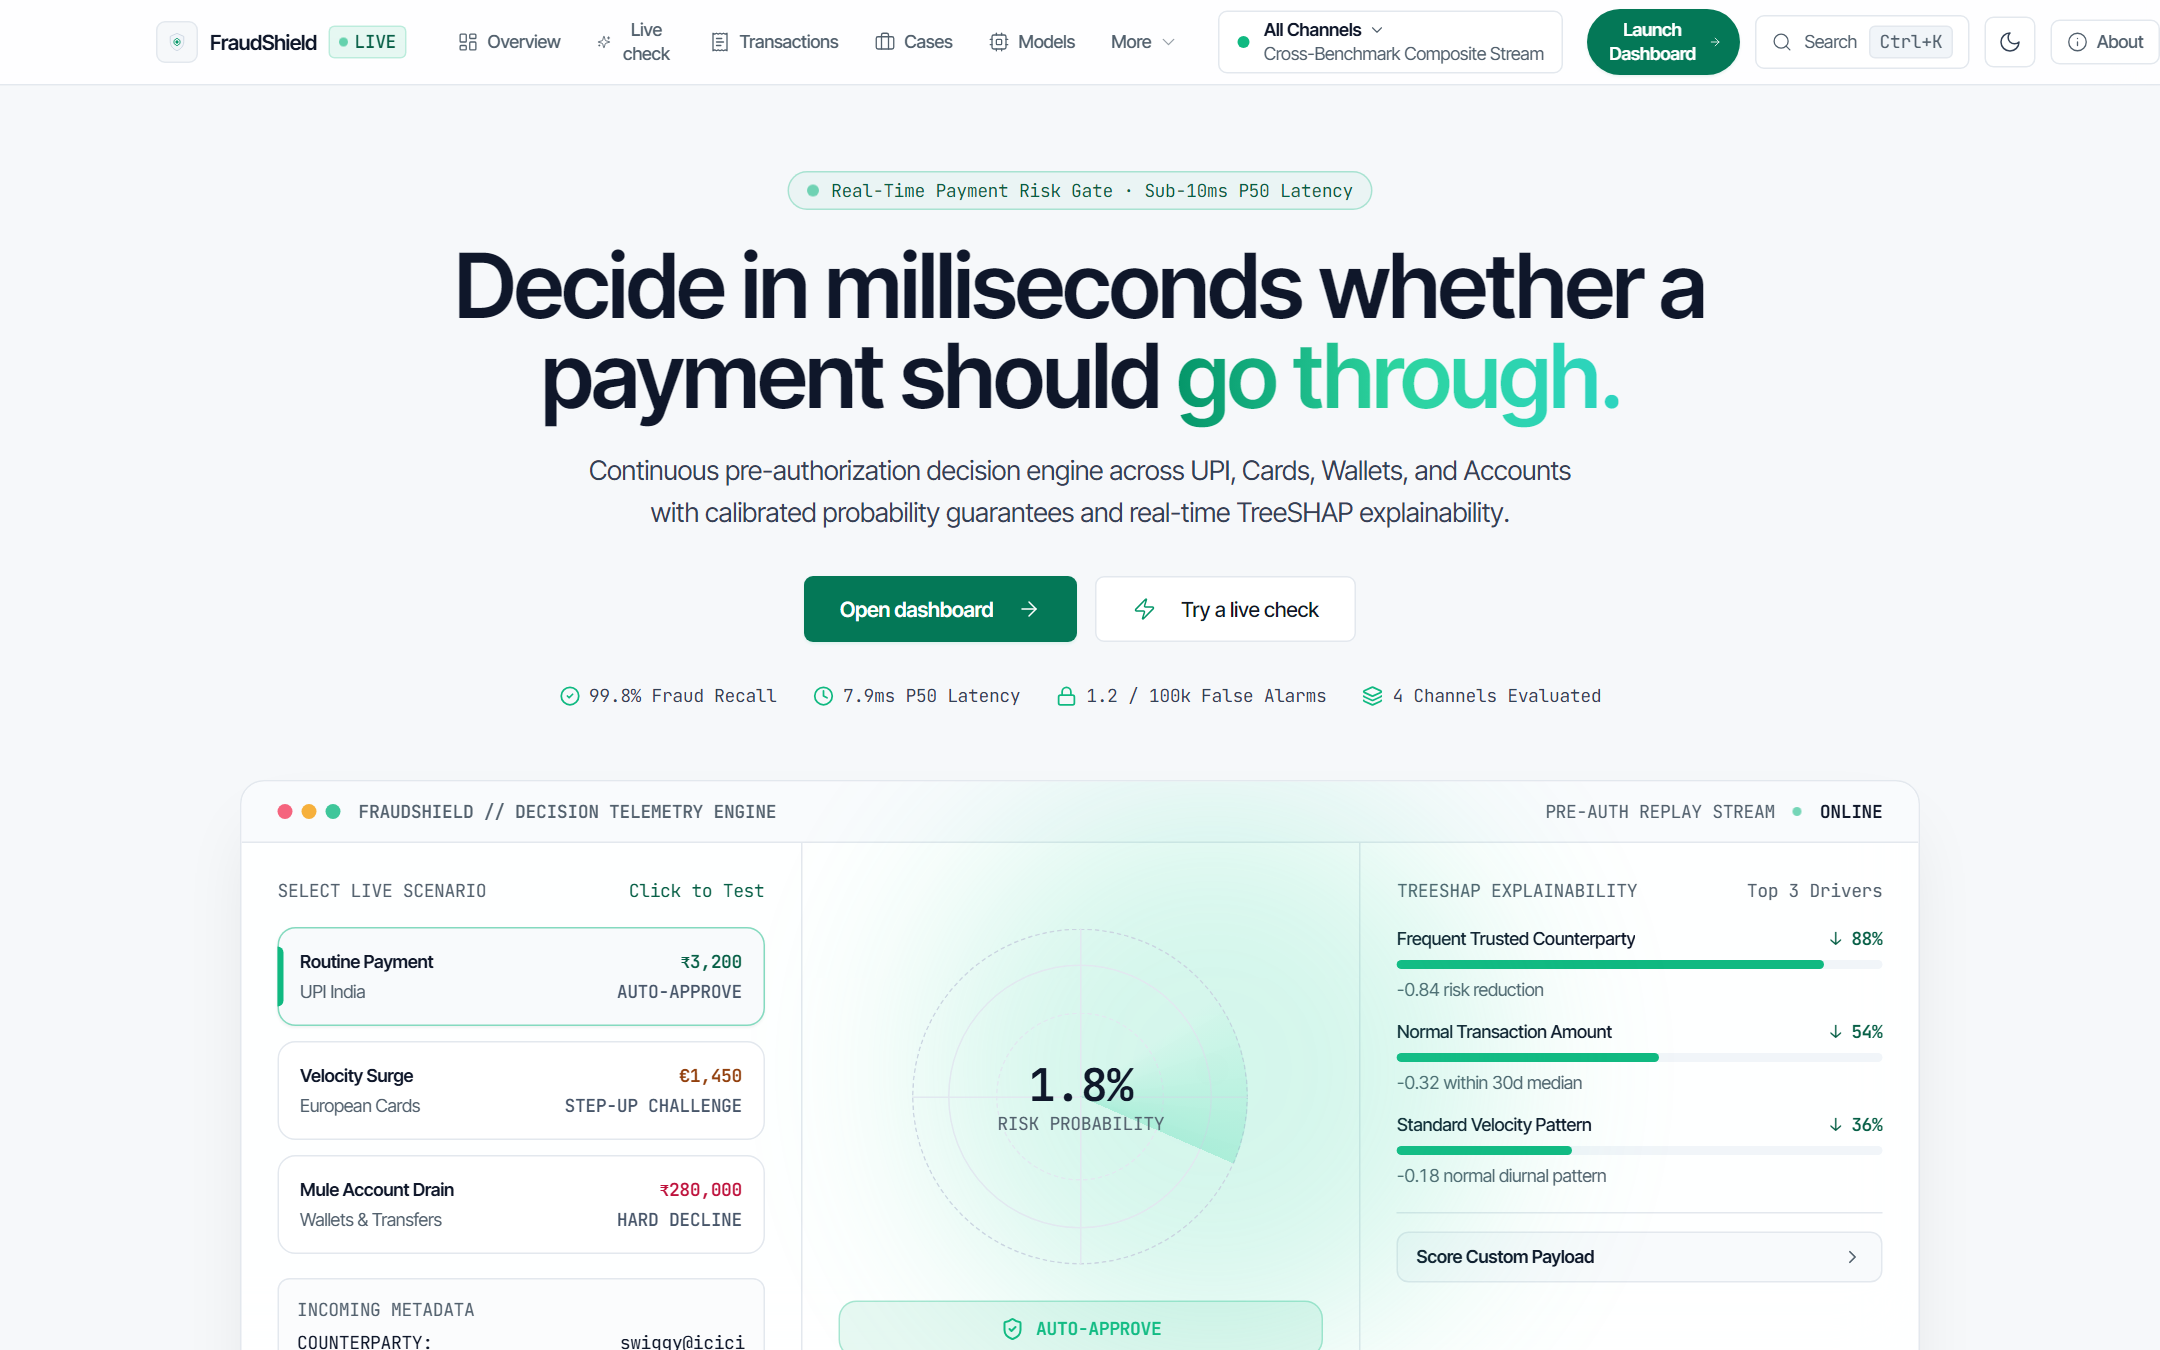 FraudShield LIVE
Overview
Live check
Transactions
Cases
Models
More
All Channels
Cross-Benchmark Composite Stream
Launch Dashboard
Search Ctrl+K
About
Real-Time Payment Risk Gate · Sub-10ms P50 Latency
Decide in milliseconds whether a
payment should go through.
Continuous pre-authorization decision engine across UPI, Cards, Wallets, and Accounts
with calibrated probability guarantees and real-time TreeSHAP explainability.
Open dashboard
Try a live check
99.8% Fraud Recall
7.9ms P50 Latency
1.2 / 100k False Alarms
4 Channels Evaluated
FRAUDSHIELD // DECISION TELEMETRY ENGINE
PRE-AUTH REPLAY STREAM ONLINE
SELECT LIVE SCENARIO Click to Test
Routine Payment ₹3,200
UPI India AUTO-APPROVE
Velocity Surge €1,450
European Cards STEP-UP CHALLENGE
Mule Account Drain ₹280,000
Wallets & Transfers HARD DECLINE
INCOMING METADATA
COUNTERPARTY: swiggy@icici
1.8%
RISK PROBABILITY
AUTO-APPROVE
TREESHAP EXPLAINABILITY Top 3 Drivers
Frequent Trusted Counterparty ↓ 88%
-0.84 risk reduction
Normal Transaction Amount ↓ 54%
-0.32 within 30d median
Standard Velocity Pattern ↓ 36%
-0.18 normal diurnal pattern
Score Custom Payload